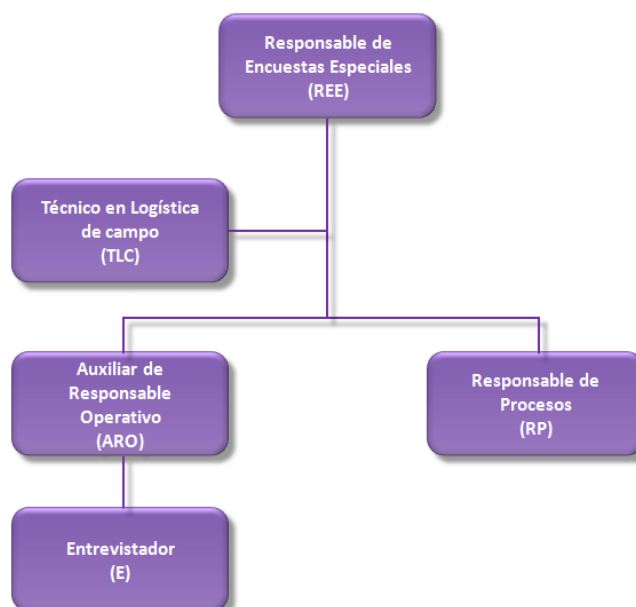 Responsable de
Encuestas Especiales
(REE)
Técnico en Logística
de campo
(TLC)
Auxiliar de
Responsable
Operativo
(ARO)
Responsable de
Procesos
(RP)
Entrevistador
(E)